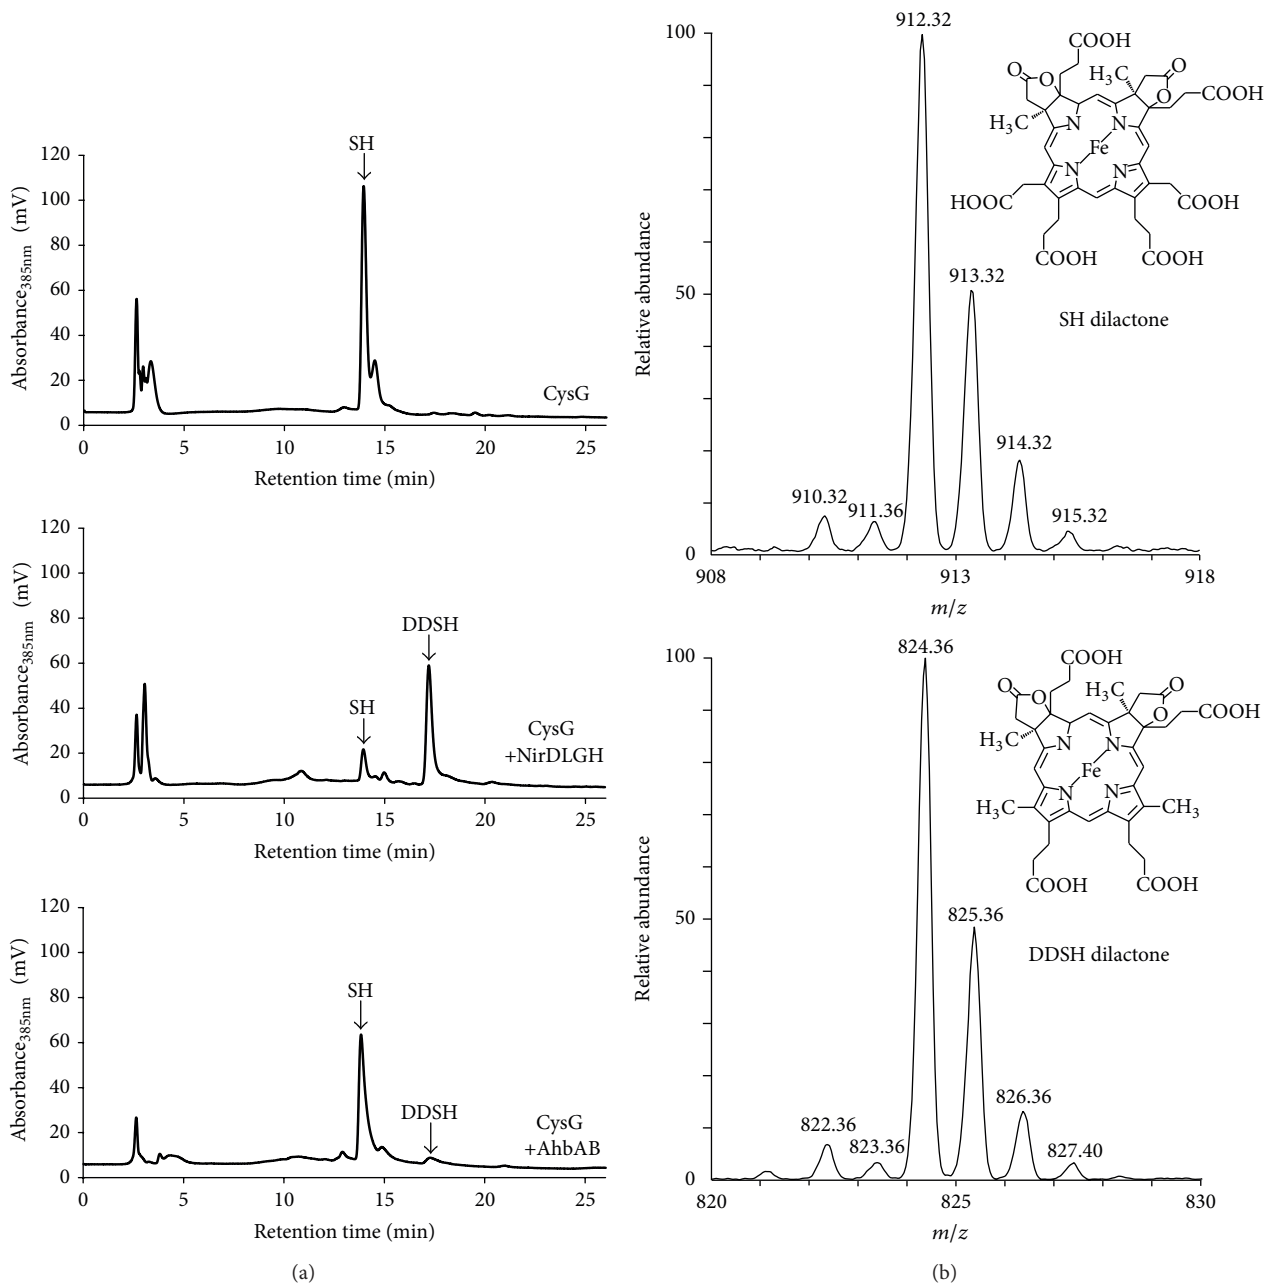 120
100
80
60
40
20
0
Absorbance385nm (mV)
SH
CysG
0 5 10 15 20 25
Retention time (min)
120
100
80
60
40
20
0
Absorbance385nm (mV)
DDSH
SH
CysG
+NirDLGH
0 5 10 15 20 25
Retention time (min)
120
100
80
60
40
20
0
Absorbance385nm (mV)
SH
DDSH
CysG
+AhbAB
0 5 10 15 20 25
Retention time (min)
(a)
100
50
0
Relative abundance
912.32
913.32
914.32
910.32
911.36
915.32
COOH
O O H3C O
O COOH
H3C N N
Fe
N N
HOOC COOH
COOH COOH
SH dilactone
908 913 918
m/z
100
50
0
Relative abundance
824.36
825.36
826.36
822.36
823.36
827.40
COOH
O O H3C O
O COOH
H3C N N
Fe
N N
H3C CH3
COOH COOH
DDSH dilactone
820 825 830
m/z
(b)